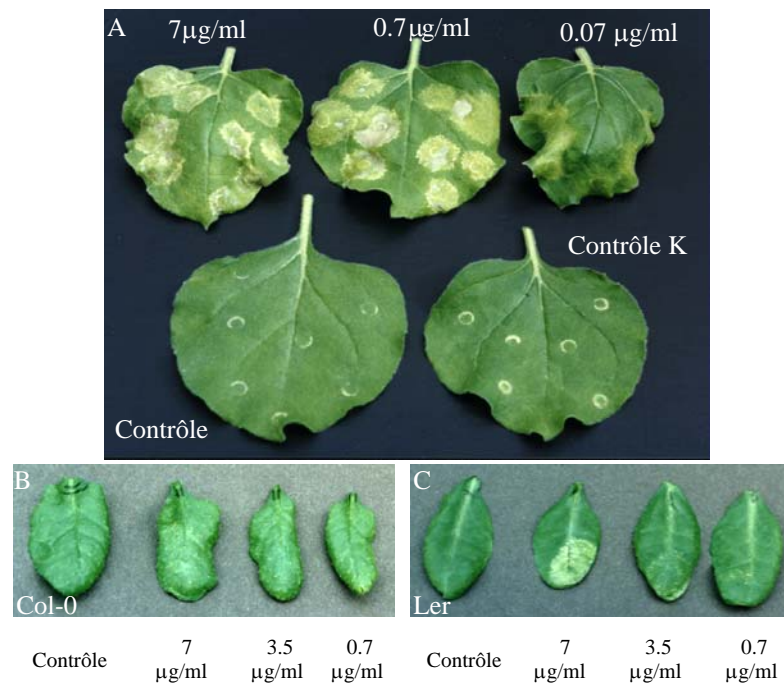 A
7µg/ml 0.7µg/ml 0.07 µg/ml
Contrôle K
Contrôle
B C
Col-0 Ler
Contrôle 7 µg/ml 3.5 µg/ml 0.7 µg/ml Contrôle 7 µg/ml 3.5 µg/ml 0.7 µg/ml